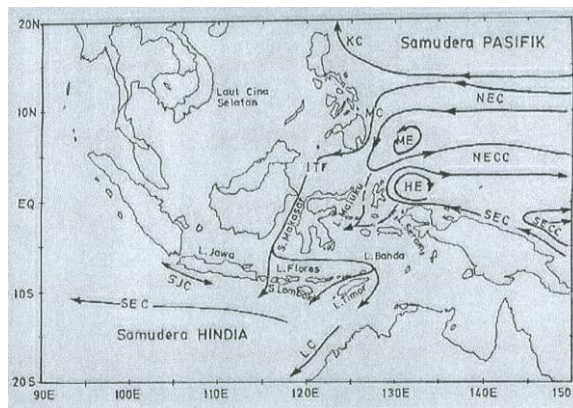 20N
10N
EQ
10S
20S
90E
100E
110E
120E
130E
140E
150
KC
Samudera PASIFIK
Laut Cina
Selatan
MC
NEC
ME
NECC
ITF
HE
SEC
SECC
S.Makasar
L.Maluku
L.Seram
L.Jawa
L.Flores
L.Banda
SJC
S.Lombok
L.Timor
SEC
Samudera HINDIA
LC